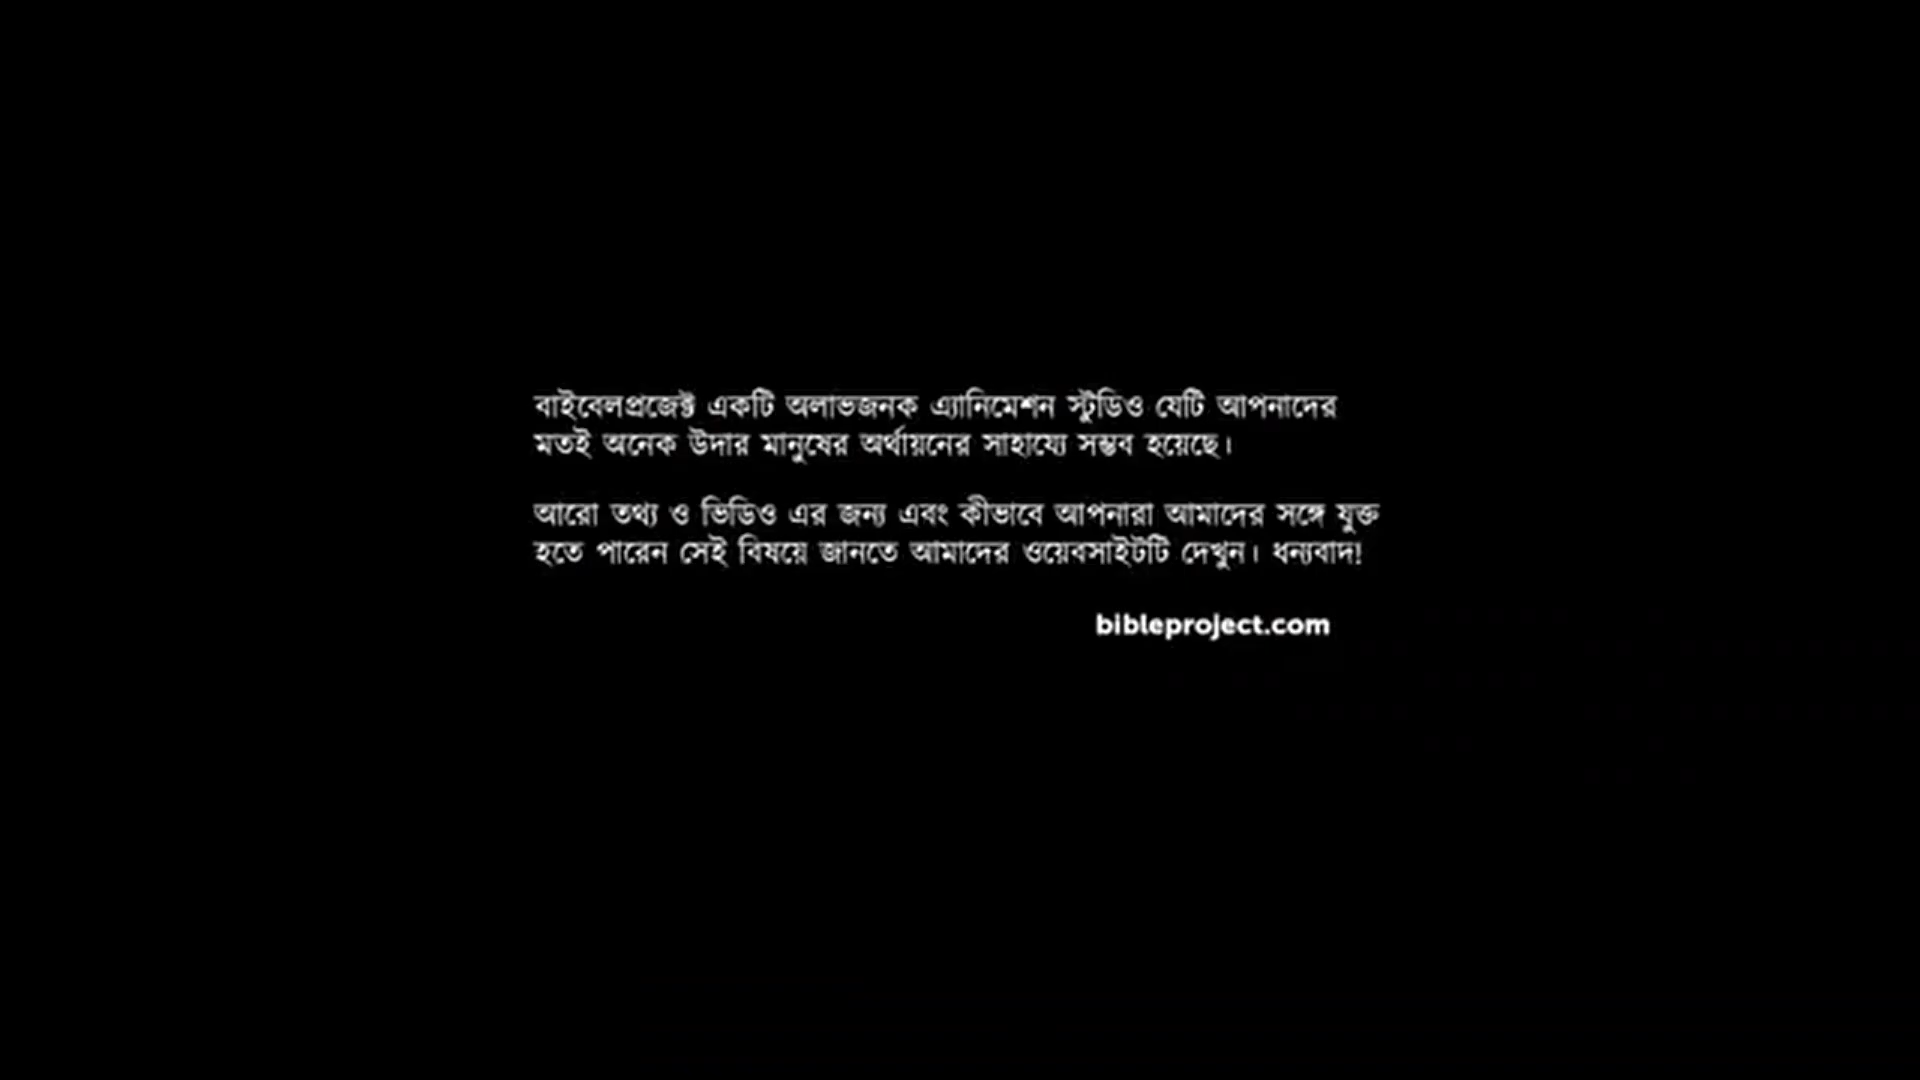 বাইবেলপ্রজেক্ট একটি অলাভজনক এ্যানিমেশন স্টুডিও যেটি আপনাদের
মতই অনেক উদার মানুষের অর্থায়নের সাহায্যে সম্ভব হয়েছে।
আরো তথ্য ও ভিডিও এর জন্য এবং কীভাবে আপনারা আমাদের সঙ্গে যুক্ত
হতে পারেন সেই বিষয়ে জানতে আমাদের ওয়েবসাইটটি দেখুন। ধন্যবাদ!
bibleproject.com